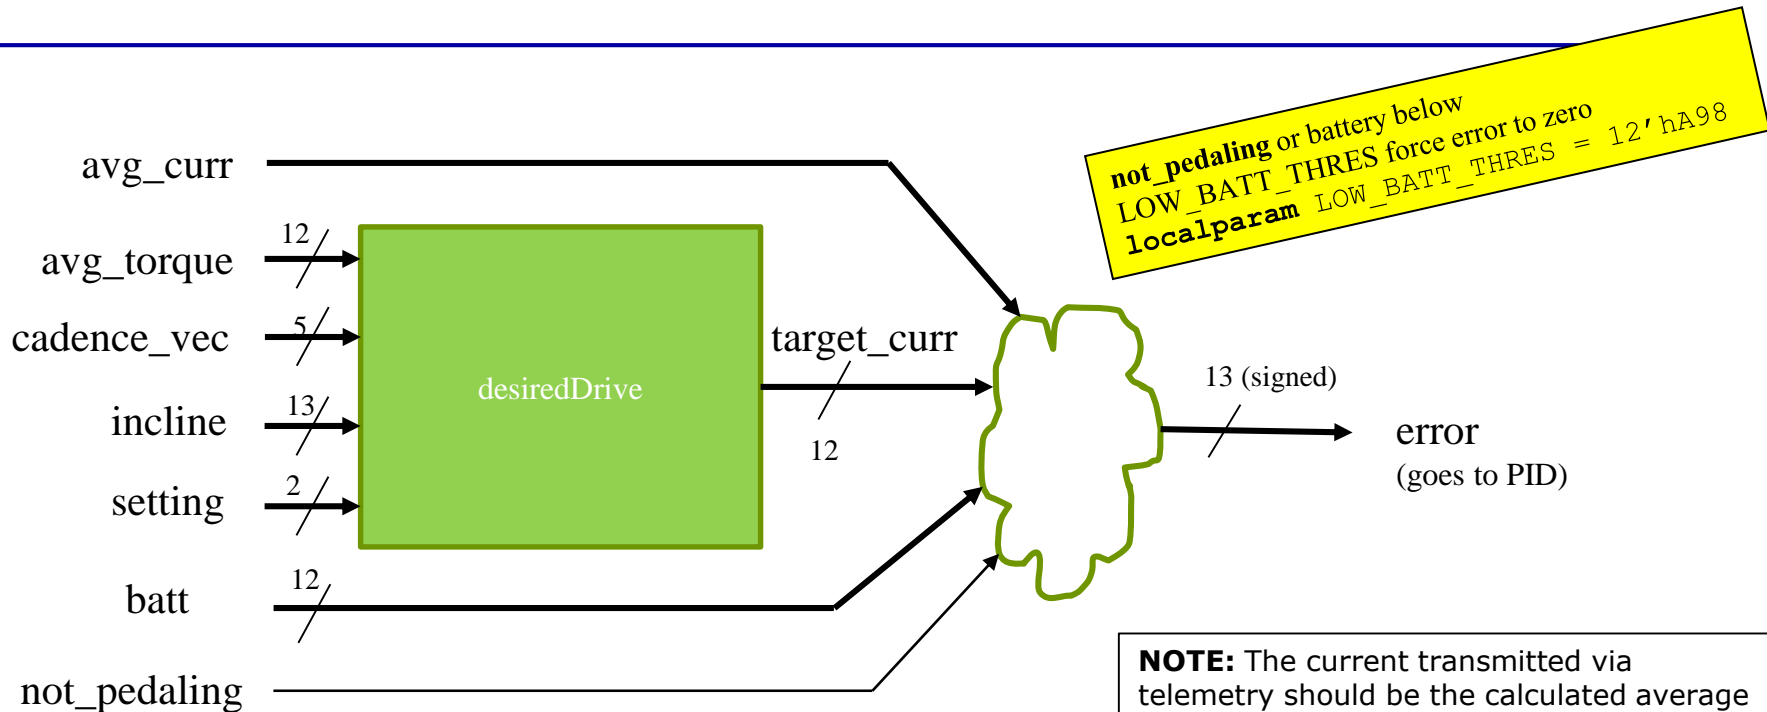 not_pedaling or battery below
LOW_BATT_THRES force error to zero
localparam LOW_BATT_THRES = 12'hA98
avg_curr
12
avg_torque
5
cadence_vec
target_curr
desiredDrive
13 (signed)
13
incline
12
error
(goes to PID)
2
setting
12
batt
not_pedaling
NOTE: The current transmitted via
telemetry should be the calculated average